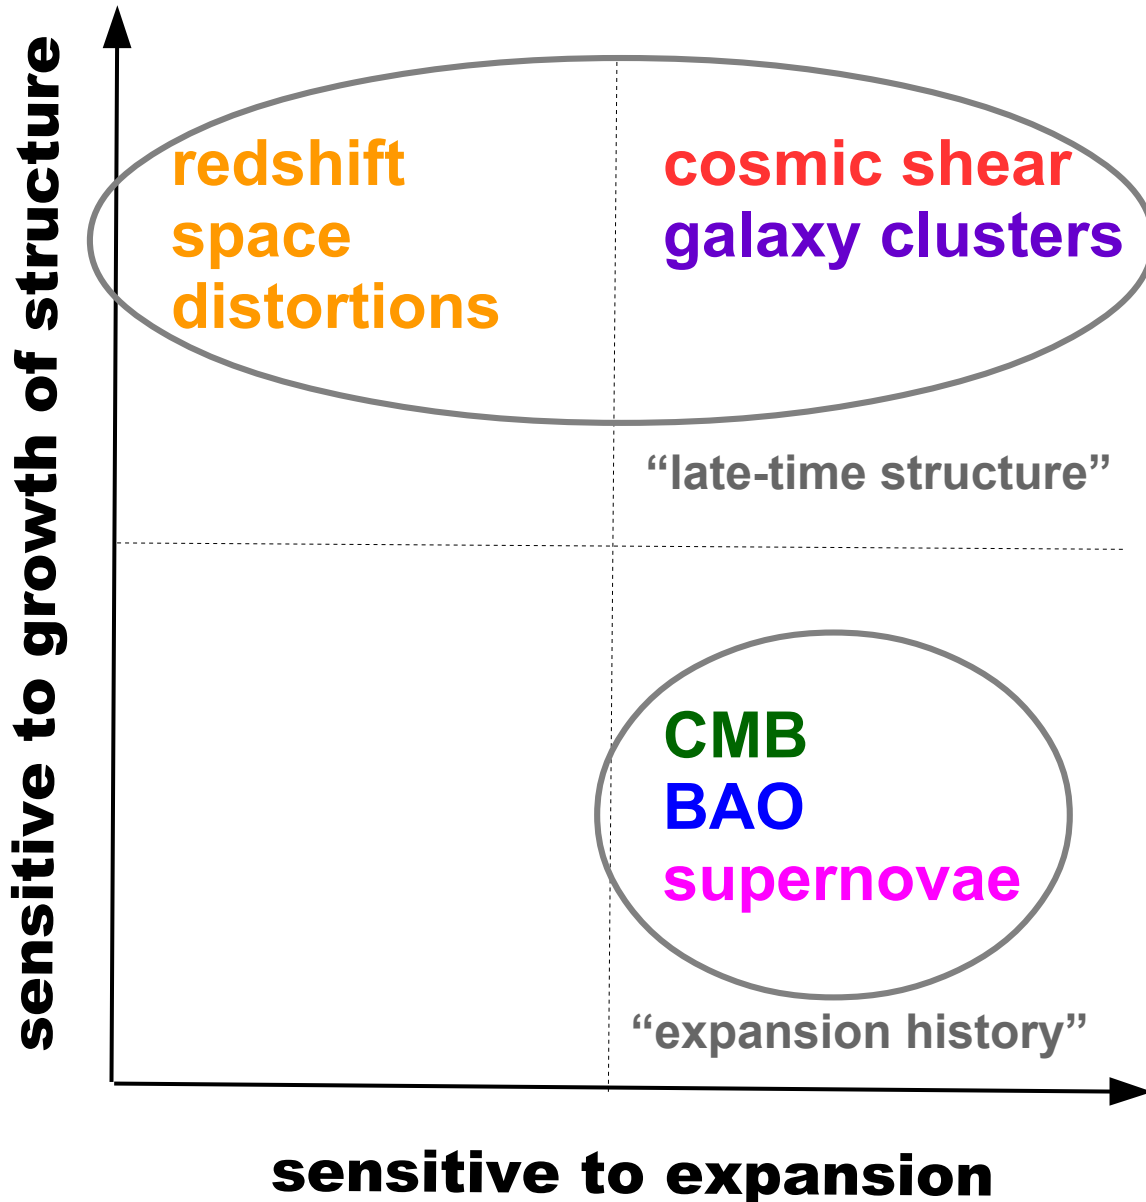 sensitive to growth of structure
redshift
space
distortions
cosmic shear
galaxy clusters
“late-time structure”
CMB
BAO
supernovae
“expansion history”
sensitive to expansion